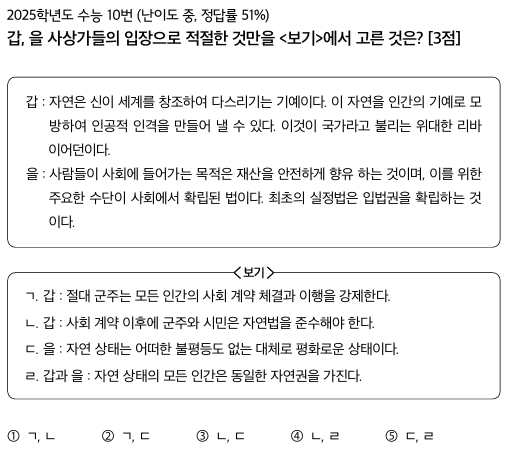 2025학년도 수능 10번 (난이도 중, 정답률 51%)
갑, 을 사상가들의 입장으로 적절한 것만을 <보기>에서 고른 것은? [3점]
갑 : 자연은 신이 세계를 창조하여 다스리기는 기예이다. 이 자연을 인간의 기예로 모
방하여 인공적 인격을 만들어 낼 수 있다. 이것이 국가라고 불리는 위대한 리바
이어던이다.
을 : 사람들이 사회에 들어가는 목적은 재산을 안전하게 향유 하는 것이며, 이를 위한
주요한 수단이 사회에서 확립된 법이다. 최초의 실정법은 입법권을 확립하는 것
이다.
<보기>
ㄱ. 갑 : 절대 군주는 모든 인간의 사회 계약 체결과 이행을 강제한다.
ㄴ. 갑 : 사회 계약 이후에 군주와 시민은 자연법을 준수해야 한다.
ㄷ. 을 : 자연 상태는 어떠한 불평등도 없는 대체로 평화로운 상태이다.
ㄹ. 갑과 을 : 자연 상태의 모든 인간은 동일한 자연권을 가진다.
① ㄱ, ㄴ ② ㄱ, ㄷ ③ ㄴ, ㄷ ④ ㄴ, ㄹ ⑤ ㄷ, ㄹ